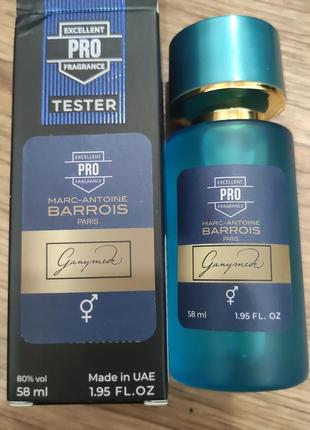 EXCELLENT
PRO
FRAGRANCE
TESTER
EXCELLENT
PRO
FRAGRANCE
MARC-ANTOINE
BARROIS
PARIS
Ganymede
80% vol
58 ml
Made in UAE
1.95 FL. OZ
EXCELLENT
PRO
FRAGRANCE
MARC-ANTOINE
BARROIS
PARIS
Ganymede
58 ml
1.95 FL. OZ